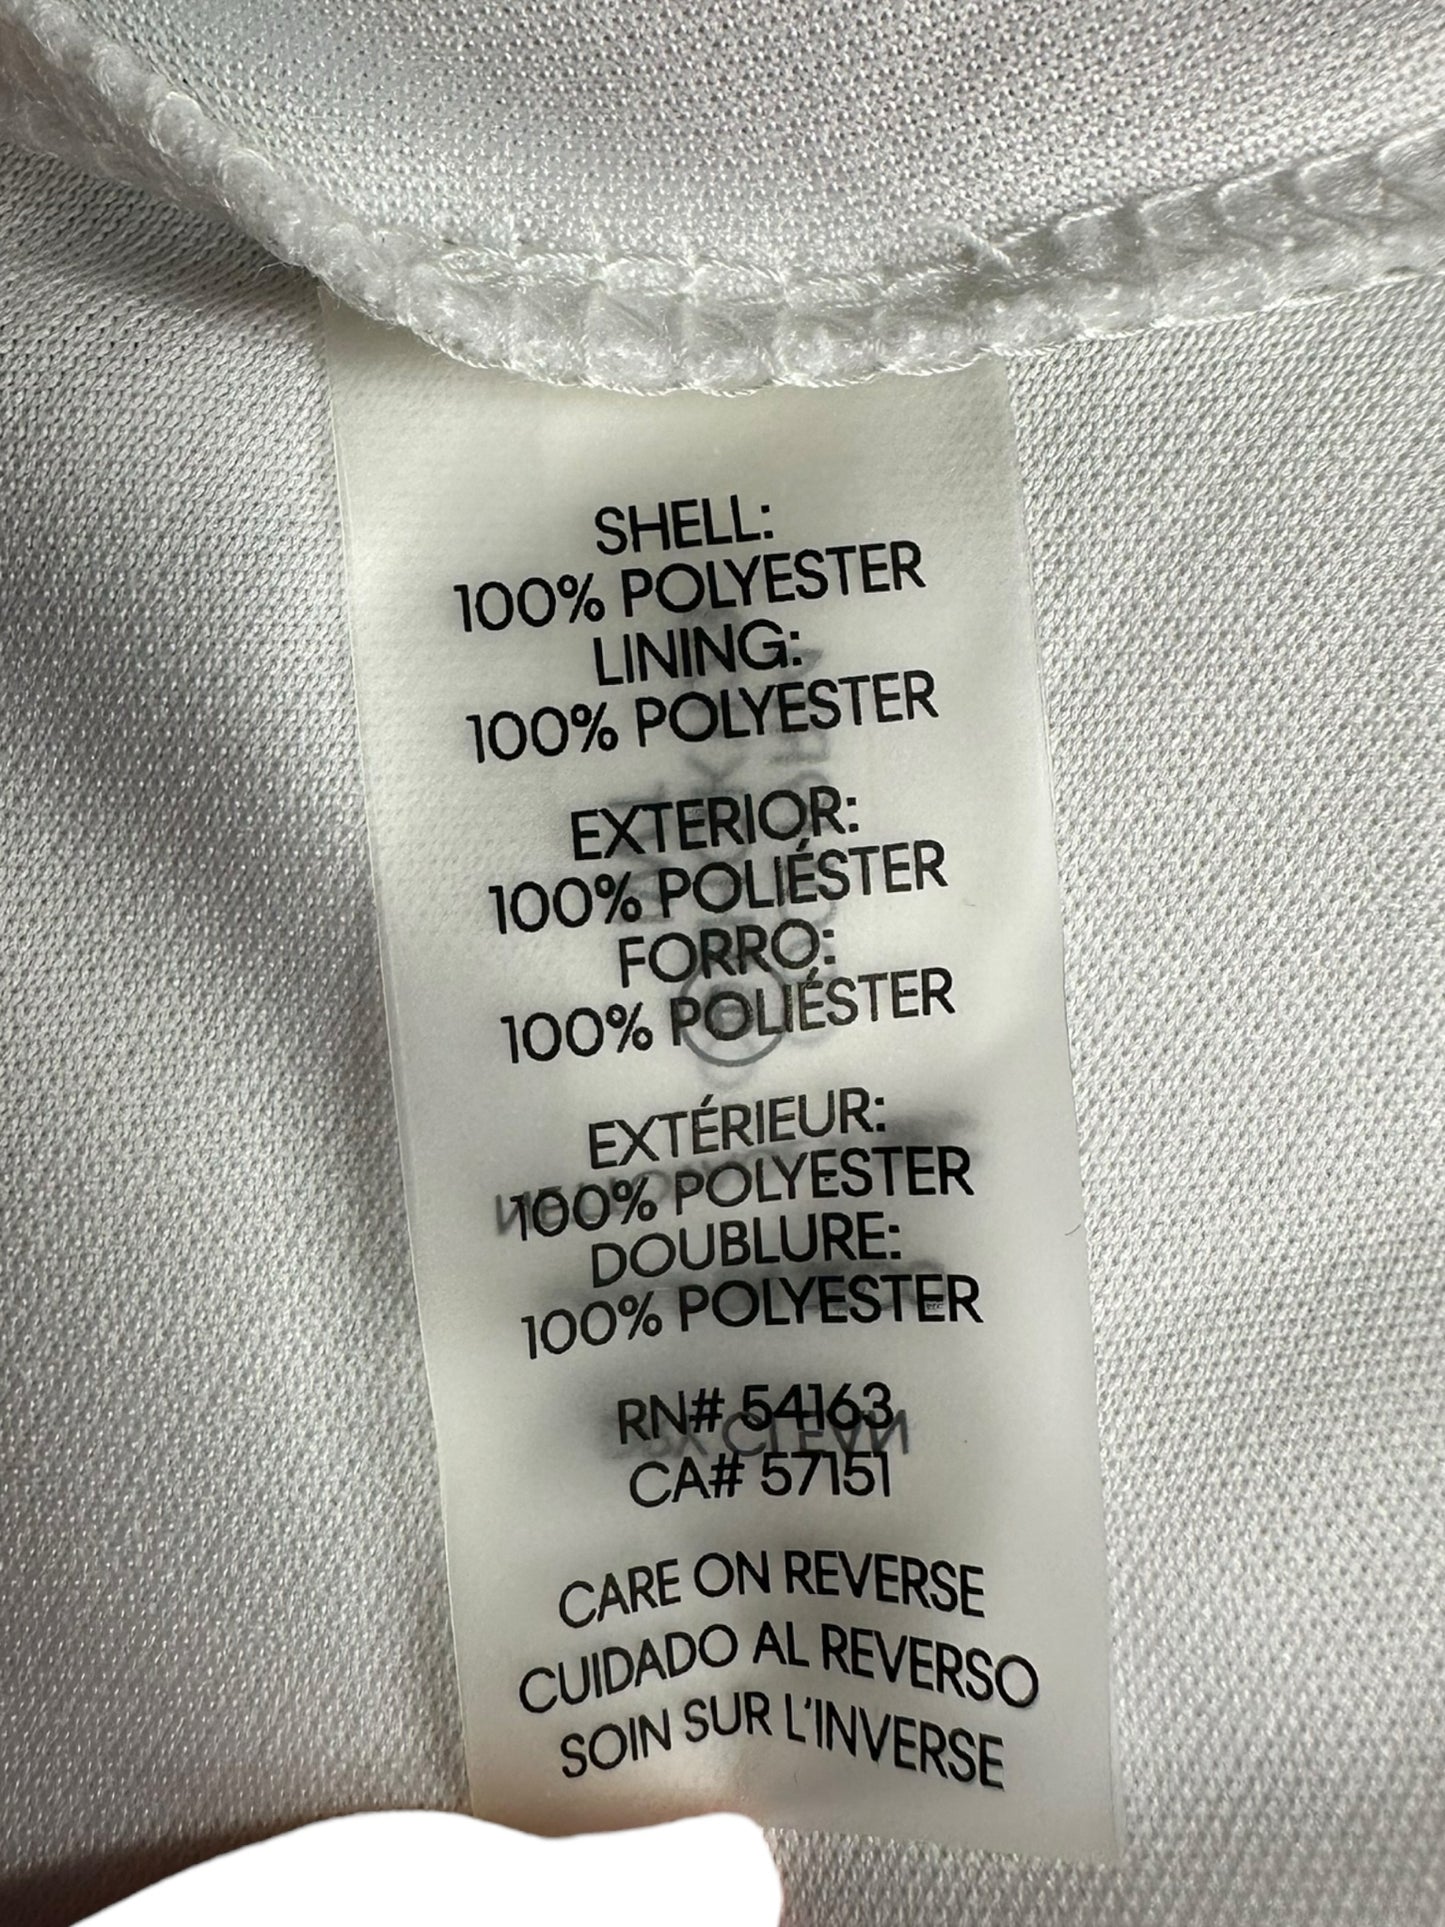 SHELL:
100% POLYESTER
LINING:
100% POLYESTER
EXTERIOR:
100% POLIÉSTER
FORRO:
100% POLIÉSTER
EXTÉRIEUR:
100% POLYESTER
DOUBLURE:
100% POLYESTER
RN# 54163
CA# 57151
CARE ON REVERSE
CUIDADO AL REVERSO
SOIN SUR L'INVERSE